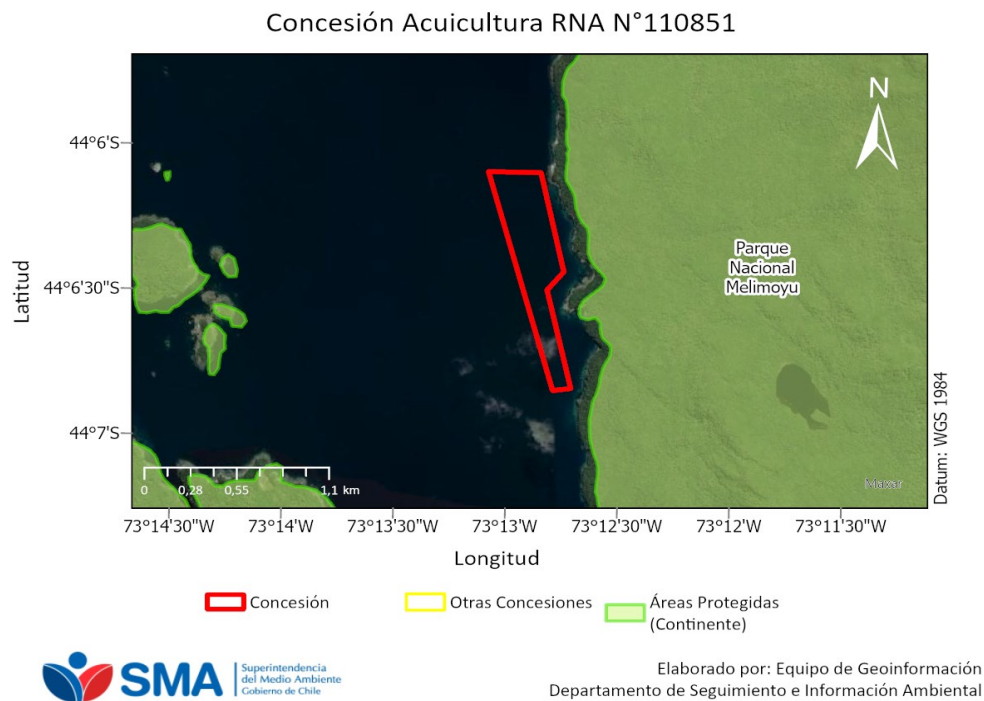 Concesión Acuicultura RNA N°110851
N
44°6'S
Parque
Nacional
Melimoyu
Latitud
44°6'30"S
44°7'S
Datum: WGS 1984
0 0,28 0,55 1,1 km
Maxar
73°14'30"W 73°14'W 73°13'30"W 73°13'W 73°12'30"W 73°12'W 73°11'30"W
Longitud
Concesión
Otras Concesiones
Áreas Protegidas
(Continente)
SMA
Superintendencia
del Medio Ambiente
Gobierno de Chile
Elaborado por: Equipo de Geoinformación
Departamento de Seguimiento e Información Ambiental